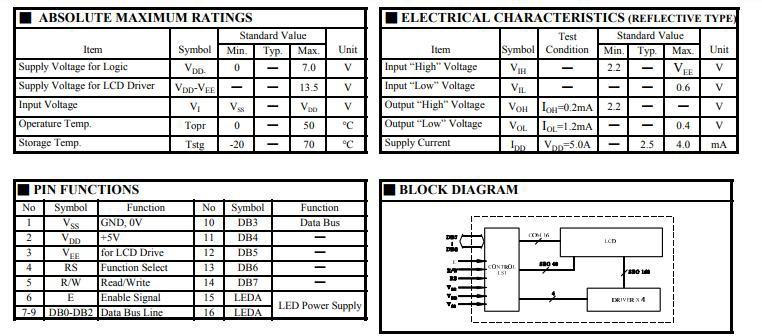 ABSOLUTE MAXIMUM RATINGS
Standard Value
Item Symbol Min. Typ. Max. Unit
Supply Voltage for Logic VDD- 0 — 7.0 V
Supply Voltage for LCD Driver VDD-VEE — — 13.5 V
Input Voltage VI VSS — VDD V
Operature Temp. Topr 0 — 50 °C
Storage Temp. Tstg -20 — 70 °C
ELECTRICAL CHARACTERISTICS (REFLECTIVE TYPE)
Test Standard Value
Item Symbol Condition Min. Typ. Max. Unit
Input “High” Voltage VIH — 2.2 — VEE V
Input “Low” Voltage VIL — — — 0.6 V
Output “High” Voltage VOH IOH=0.2mA 2.2 — — V
Output “Low” Voltage VOL IOL=1.2mA — — 0.4 V
Supply Current IDD VDD=5.0A — 2.5 4.0 mA
PIN FUNCTIONS
No Symbol Function No Symbol Function
1 VSS GND, 0V 10 DB3 Data Bus
2 VDD +5V 11 DB4 —
3 VEE for LCD Drive 12 DB5 —
4 RS Function Select 13 DB6 —
5 R/W Read/Write 14 DB7 —
6 E Enable Signal 15 LEDA LED Power Supply
7-9 DB0-DB2 Data Bus Line 16 LEDA
BLOCK DIAGRAM
DB7
DB0
E
R/W
RS
CONTROL
LSI
COM 16
LCD
SEG 40
4
DRIVER X 4